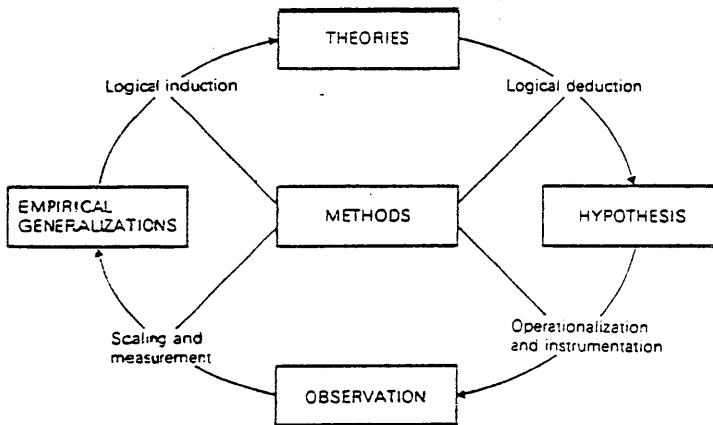 THEORIES
Logical induction
Logical deduction
EMPIRICAL
GENERALIZATIONS
METHODS
HYPOTHESIS
Scaling and
measurement
Operationalization
and instrumentation
OBSERVATION